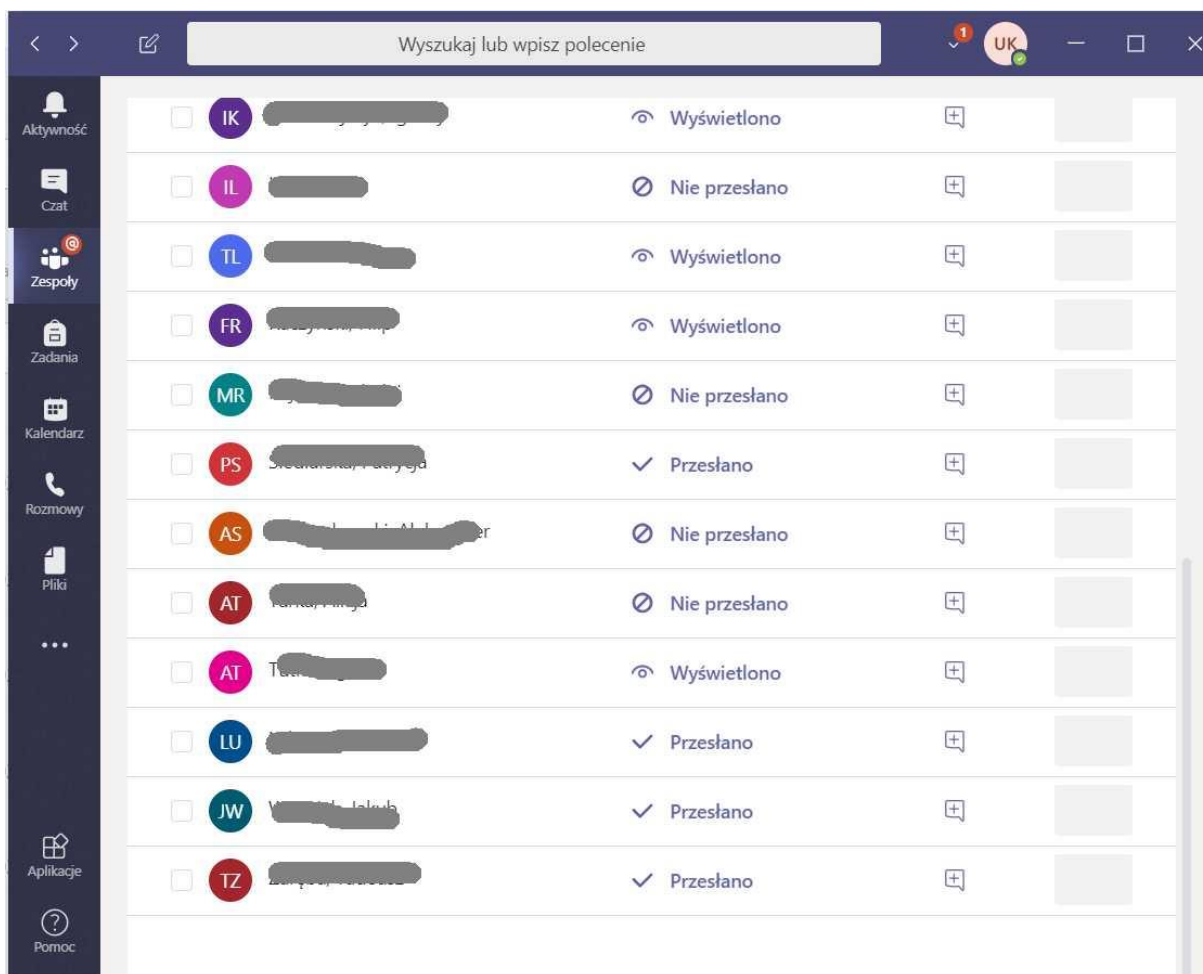 Wyszukaj lub wpisz polecenie
1
UK
Aktywność
Czat
@
Zespoły
Zadania
Kalendarz
Rozmowy
Pliki
Aplikacje
Pomoc
IK Wyświetlono
IL Nie przesłano
TL Wyświetlono
FR Wyświetlono
MR Nie przesłano
PS Przesłano
AS Nie przesłano
AT Nie przesłano
AT Wyświetlono
LU Przesłano
JW Przesłano
TZ Przesłano